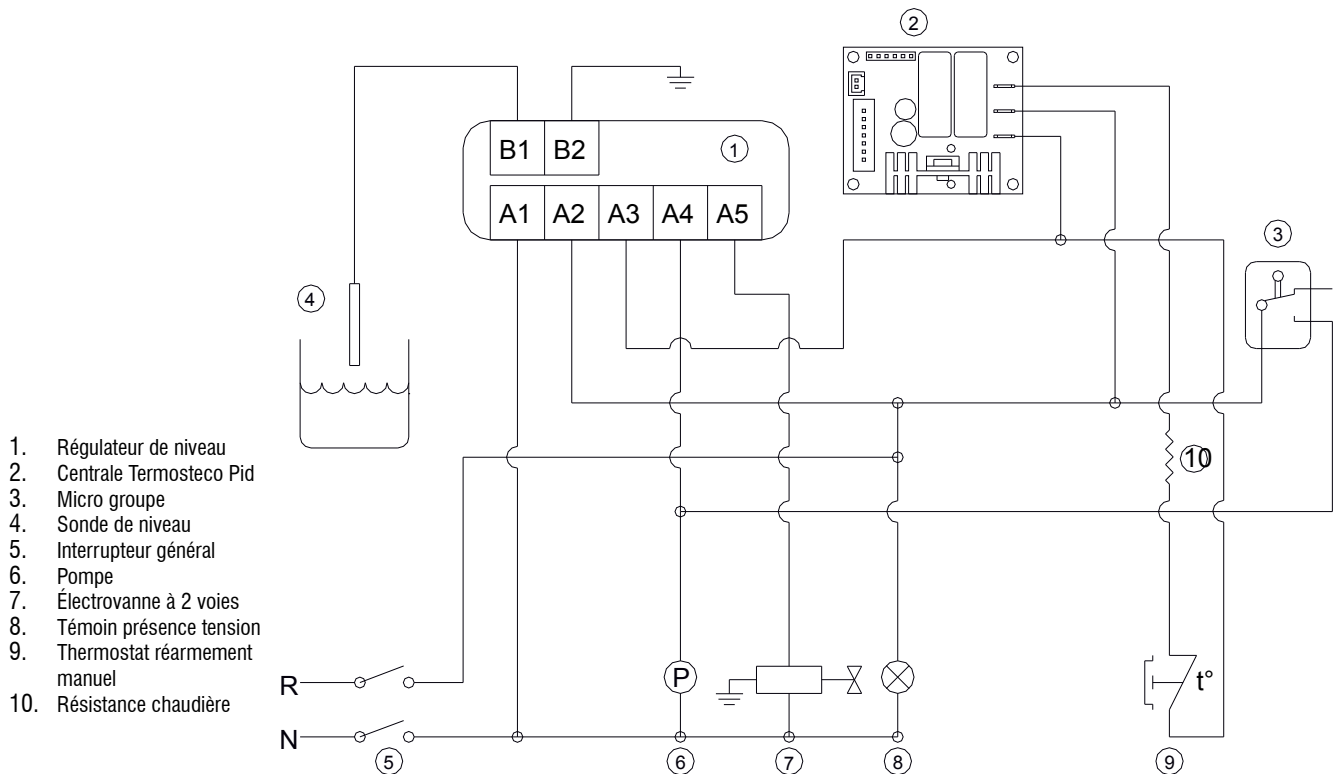 2
B1 B2 1
A1 A2 A3 A4 A5
3
4
1. Régulateur de niveau
2. Centrale Termosteco Pid
3. Micro groupe
4. Sonde de niveau
5. Interrupteur général
6. Pompe
7. Électrovanne à 2 voies
8. Témoin présence tension
9. Thermostat réarmement
manuel
10. Résistance chaudière
10
R
P
t°
N
5 6 7 8 9